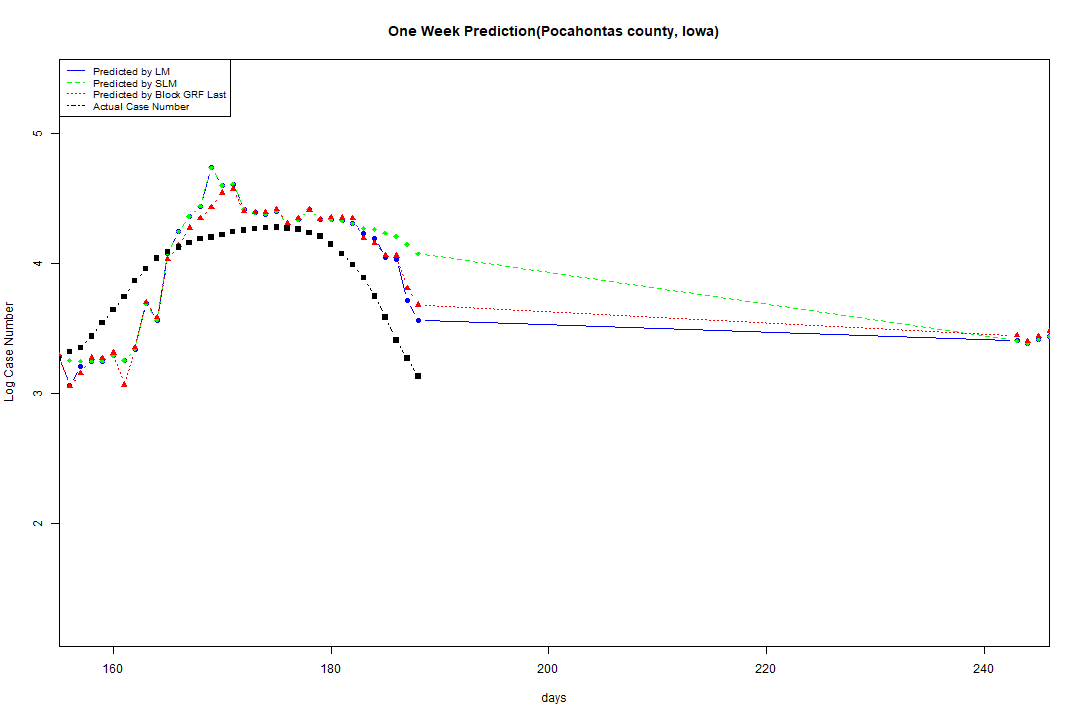 One Week Prediction(Pocahontas county, Iowa)
Predicted by LM
Predicted by SLM
Predicted by Block GRF Last
Actual Case Number
5
4
3
2
Log Case Number
160 180 200 220 240
days